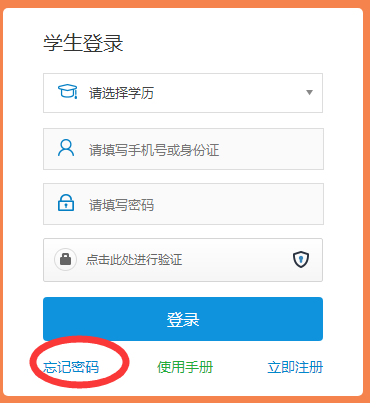 学生登录
请选择学历
请填写手机号或身份证
请填写密码
点击此处进行验证
登录
忘记密码 使用手册 立即注册